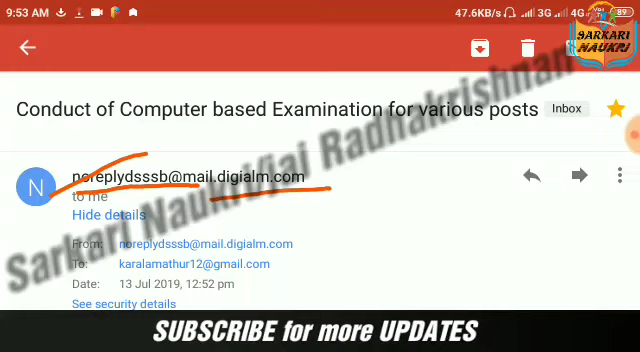 9:53 AM 47.6KB/s 3G 4G 89
SARKARI
NAUKRI
Conduct of Computer based Examination for various posts Inbox
N noreplydsssb@mail.digialm.com
to me
Hide details
From: noreplydsssb@mail.digialm.com
To: karalamathur12@gmail.com
Date: 13 Jul 2019, 12:52 pm
See security details
Sarkari Naukri/jai Radhakrishnan
SUBSCRIBE for more UPDATES